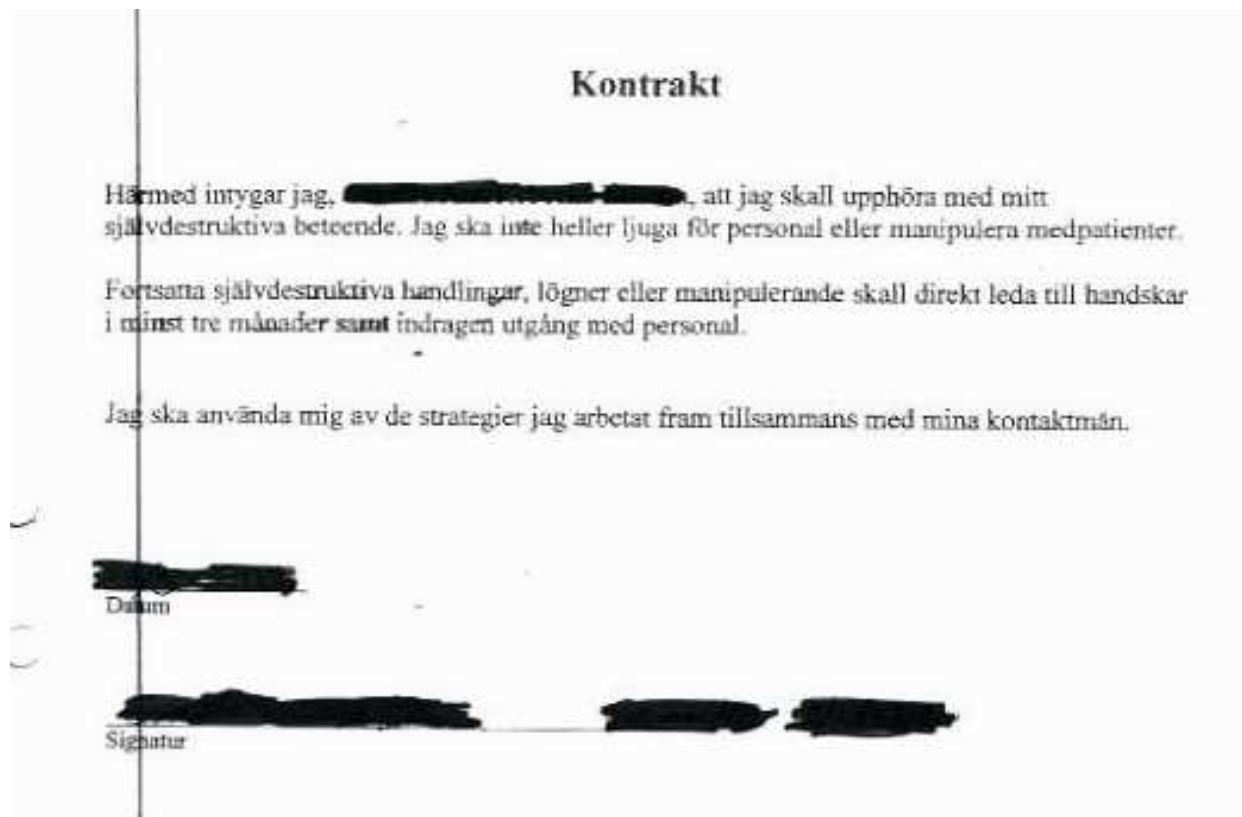 Kontrakt
Härmed intygar jag, , att jag skall upphöra med mitt
självdestruktiva beteende. Jag ska inte heller ljuga för personal eller manipulera medpatienter.
Fortsatta självdestruktiva handlingar, lögner eller manipulerande skall direkt leda till handskar
i minst tre månader samt indragen utgång med personal.
Jag ska använda mig av de strategier jag arbetat fram tillsammans med mina kontaktmän.
Datum
Signatur